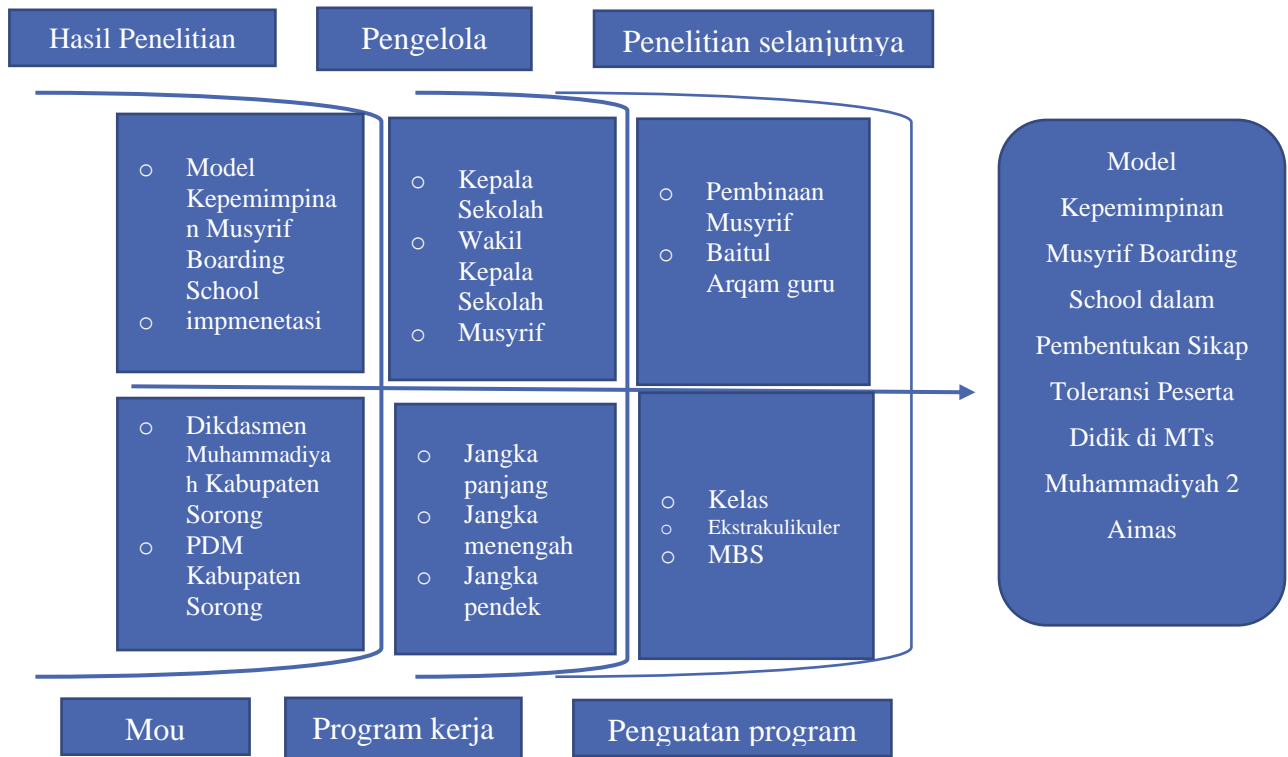 Hasil Penelitian
Pengelola
Penelitian selanjutnya
o Model
Kepemimpina
n Musyrif
Boarding
School
o impmenetasi
o Kepala
Sekolah
o Wakil
Kepala
Sekolah
o Musyrif
o Pembinaan
Musyrif
o Baitul
Arqam guru
o Dikdasmen
Muhammadiya
h Kabupaten
Sorong
o PDM
Kabupaten
Sorong
o Jangka
panjang
o Jangka
menengah
o Jangka
pendek
o Kelas
o Ekstrakulikuler
o MBS
Mou
Program kerja
Penguatan program
Model
Kepemimpinan
Musyrif Boarding
School dalam
Pembentukan Sikap
Toleransi Peserta
Didik di MTs
Muhammadiyah 2
Aimas